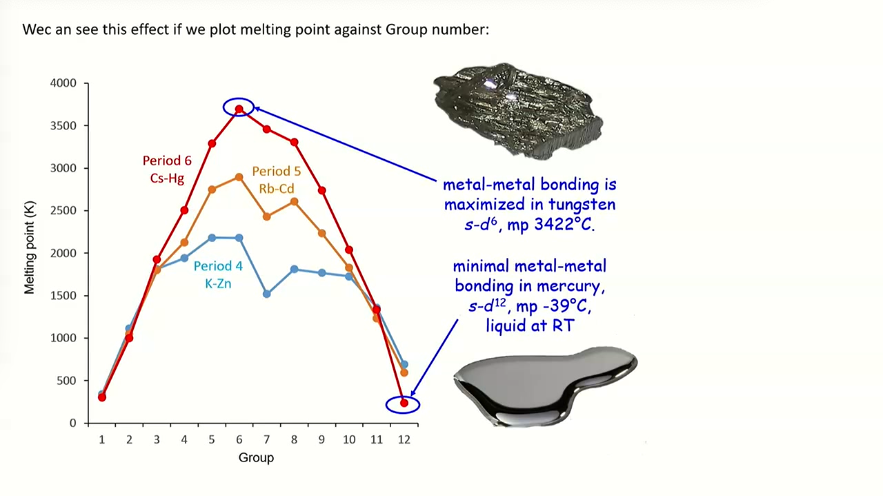 Wec an see this effect if we plot melting point against Group number:
4000
3500
3000
2500
2000
1500
1000
500
0
Melting point (K)
Period 6
Cs-Hg
Period 5
Rb-Cd
Period 4
K-Zn
1 2 3 4 5 6 7 8 9 10 11 12
Group
metal-metal bonding is
maximized in tungsten
s-d⁶, mp 3422°C.
minimal metal-metal
bonding in mercury,
s-d¹², mp -39°C,
liquid at RT